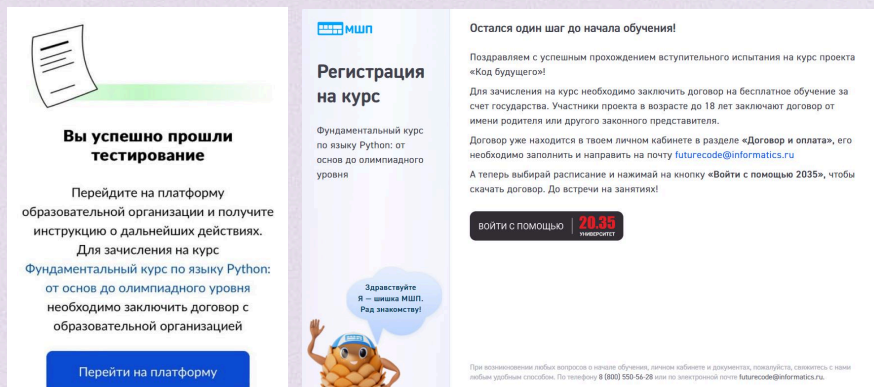 Вы успешно прошли
тестирование
Перейдите на платформу
образовательной организации и получите
инструкцию о дальнейших действиях.
Для зачисления на курс
Фундаментальный курс по языку Python:
от основ до олимпиадного уровня
необходимо заключить договор с
образовательной организацией
Перейти на платформу
мшп
Регистрация
на курс
Фундаментальный курс
по языку Python: от
основ до олимпиадного
уровня
Здравствуйте
Я — шишка МШП.
Рад знакомству!
Остался один шаг до начала обучения!
Поздравляем с успешным прохождением вступительного испытания на курс проекта
«Код будущего»!
Для зачисления на курс необходимо заключить договор на бесплатное обучение за
счет государства. Участники проекта в возрасте до 18 лет заключают договор от
имени родителя или другого законного представителя.
Договор уже находится в твоем личном кабинете в разделе «Договор и оплата», его
необходимо заполнить и направить на почту futurecode@informatics.ru
А теперь выбирай расписание и нажимай на кнопку «Войти с помощью 2035», чтобы
скачать договор. До встречи на занятиях!
ВОЙТИ С ПОМОЩЬЮ 20.35
УНИВЕРСИТЕТ
При возникновении любых вопросов о начале обучения, личном кабинете и документах, пожалуйста, свяжитесь с нами
любым удобным способом. По телефону 8 (800) 550-56-28 или по электронной почте futurecode@informatics.ru.